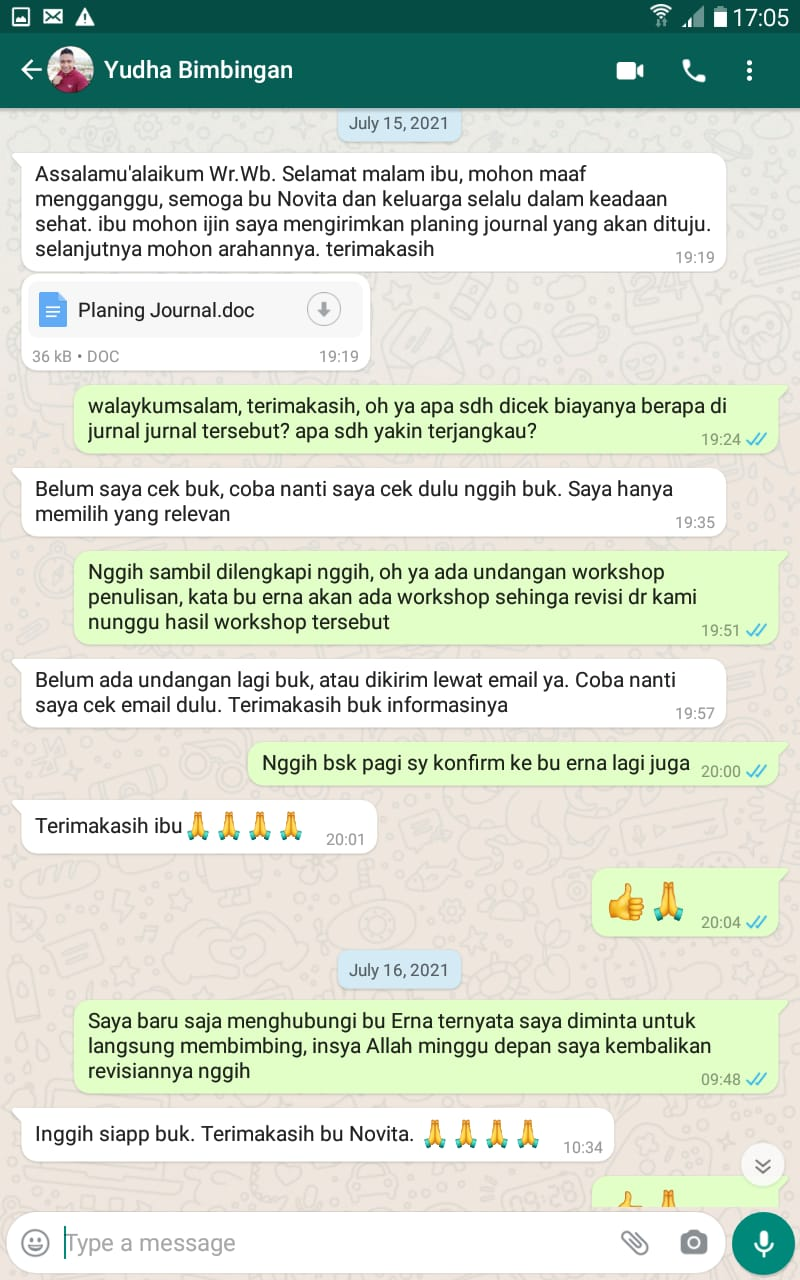 17:05
Yudha Bimbingan
July 15, 2021
Assalamu'alaikum Wr.Wb. Selamat malam ibu, mohon maaf
mengganggu, semoga bu Novita dan keluarga selalu dalam keadaan
sehat. ibu mohon ijin saya mengirimkan planing journal yang akan dituju.
selanjutnya mohon arahannya. terimakasih
19:19
Planing Journal.doc
36 kB • DOC
19:19
walaykumsalam, terimakasih, oh ya apa sdh dicek biayanya berapa di
jurnal jurnal tersebut? apa sdh yakin terjangkau?
19:24
Belum saya cek buk, coba nanti saya cek dulu nggih buk. Saya hanya
memilih yang relevan
19:35
Nggih sambil dilengkapi nggih, oh ya ada undangan workshop
penulisan, kata bu erna akan ada workshop sehinga revisi dr kami
nunggu hasil workshop tersebut
19:51
Belum ada undangan lagi buk, atau dikirim lewat email ya. Coba nanti
saya cek email dulu. Terimakasih buk informasinya
19:57
Nggih bsk pagi sy konfirm ke bu erna lagi juga
20:00
Terimakasih ibu🙏🙏🙏🙏
20:01
👍🙏
20:04
July 16, 2021
Saya baru saja menghubungi bu Erna ternyata saya diminta untuk
langsung membimbing, insya Allah minggu depan saya kembalikan
revisiannya nggih
09:48
Inggih siapp buk. Terimakasih bu Novita. 🙏🙏🙏🙏
10:34
Type a message